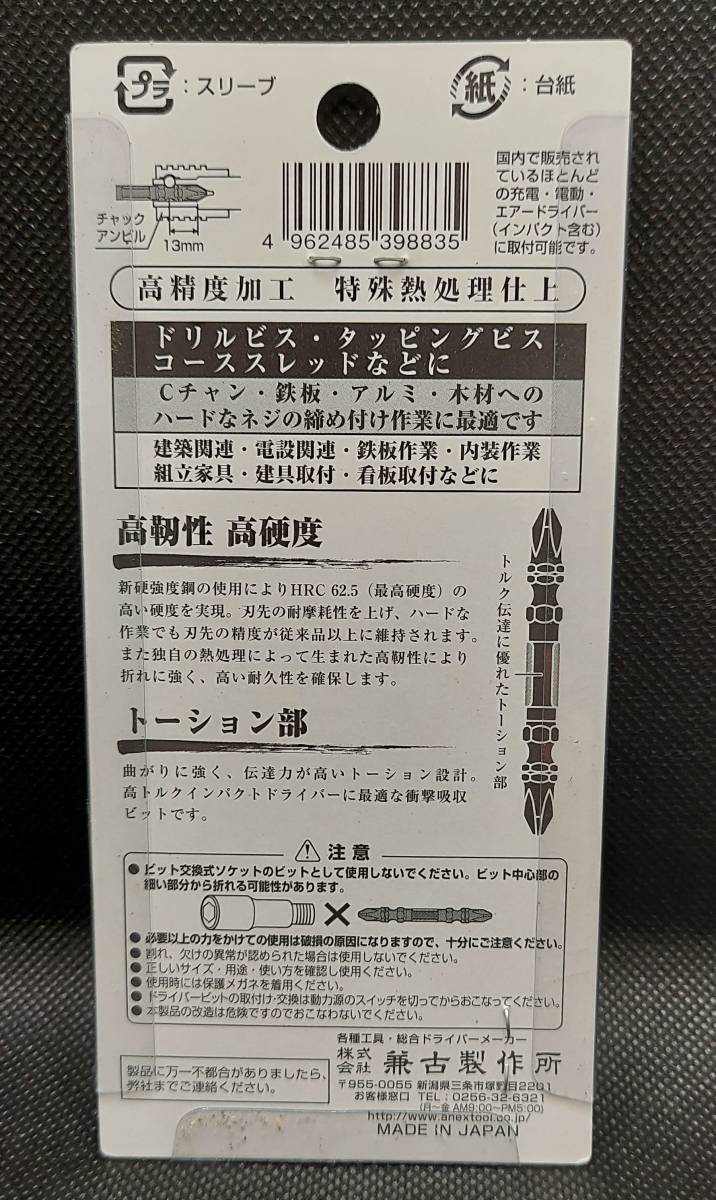 プラ：スリーブ
紙：台紙
チャック
アンビル
13mm
4 962485 398835
国内で販売され
ているほとんど
の充電・電動・
エアードライバー
(インパクト含む)
に取付可能です。
高精度加工　特殊熱処理仕上
ドリルビス・タッピングビス
コーススレッドなどに
Cチャン・鉄板・アルミ・木材への
ハードなネジの締め付け作業に最適です
建築関連・電設関連・鉄板作業・内装作業
組立家具・建具取付・看板取付などに
高靭性 高硬度
新硬強度鋼の使用によりHRC 62.5（最高硬度）の
高い硬度を実現。刃先の耐摩耗性を上げ、ハードな
作業でも刃先の精度が従来品以上に維持されます。
また独自の熱処理によって生まれた高靭性により
折れに強く、高い耐久性を確保します。
トルク伝達に優れたトーション部
トーション部
曲がりに強く、伝達力が高いトーション設計。
高トルクインパクトドライバーに最適な衝撃吸収
ビットです。
注意
●ビット交換式ソケットのビットとして使用しないでください。ビット中心部の
細い部分から折れる可能性があります。
●必要以上の力をかけての使用は破損の原因になりますので、十分にご注意ください。
●割れ、欠けの異常が認められた場合は使用しないでください。
●正しいサイズ・用途・使い方を確認し使用ください。
●使用時には保護メガネを着用ください。
●ドライバービットの取付け・交換は動力源のスイッチを切ってからおこなってください。
●本製品の改造は危険ですのでおこなわないでください。
製品に万一不都合がありましたら、
弊社までご連絡ください。
各種工具・総合ドライバーメーカー
株式会社 兼古製作所
〒955-0055 新潟県三条市塚野目2201
お客様窓口 TEL：0256-32-6321
(月～金 AM9:00～PM5:00)
http://www.anextool.co.jp/
MADE IN JAPAN